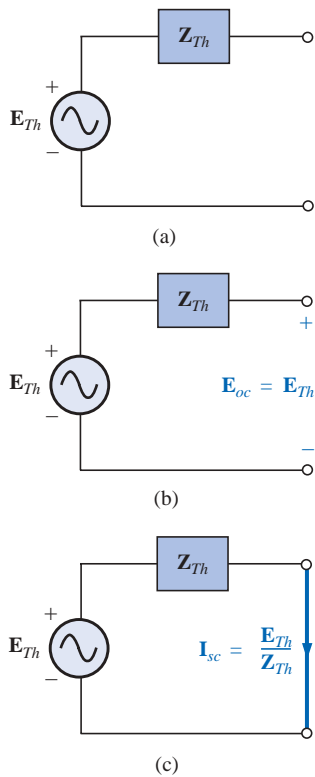 Z_Th
+
E_Th
−
(a)
Z_Th
+
+
E_Th
E_oc = E_Th
−
−
(b)
Z_Th
+
E_Th
I_sc = E_Th / Z_Th
−
(c)